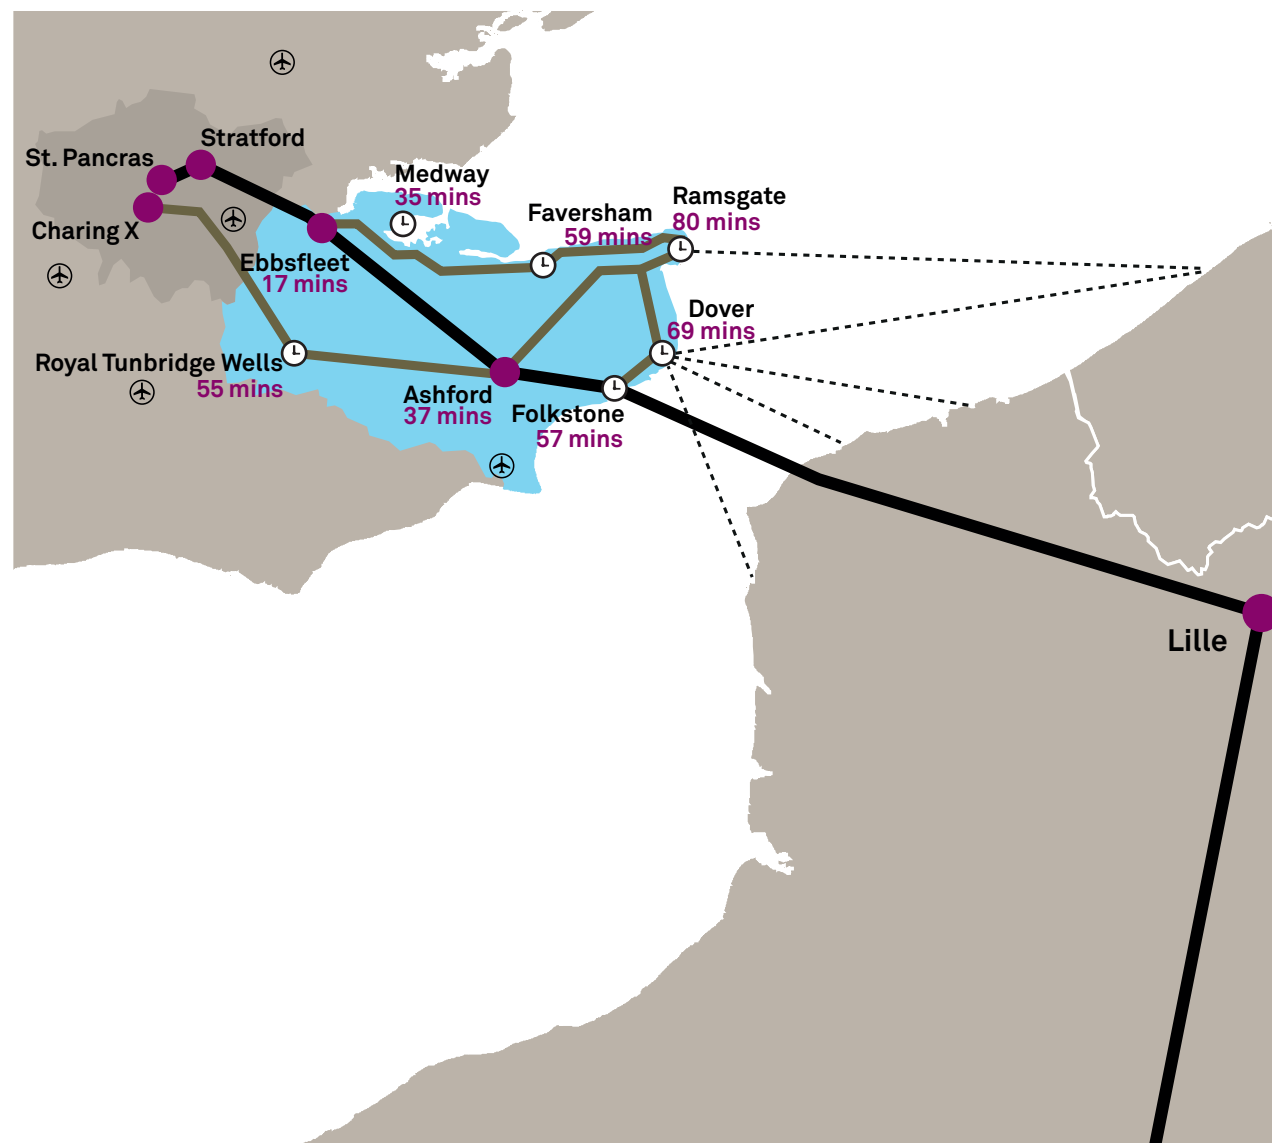 Stratford
St. Pancras
Medway
35 mins
Ramsgate
80 mins
Faversham
59 mins
Charing X
Ebbsfleet
17 mins
Dover
69 mins
Royal Tunbridge Wells
55 mins
Ashford
37 mins
Folkstone
57 mins
Lille